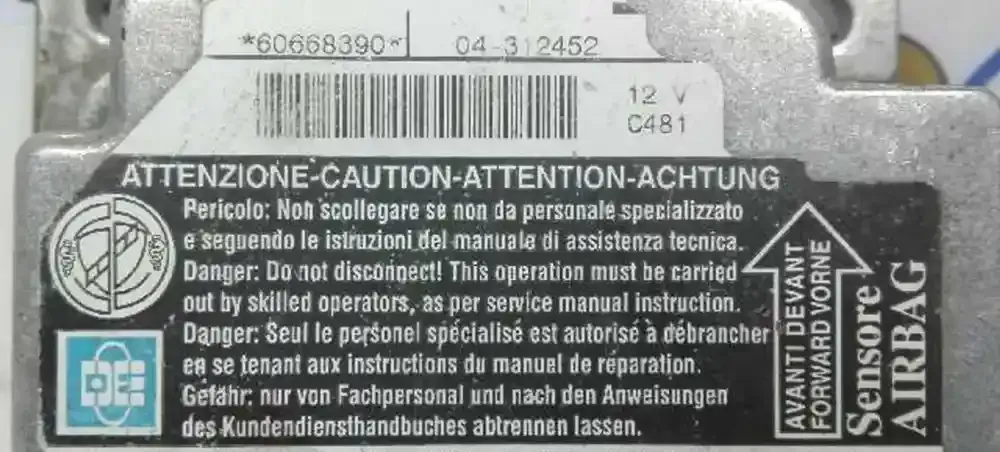 *60668390* 04-312452
12 V
C481
ATTENZIONE-CAUTION-ATTENTION-ACHTUNG
Pericolo: Non scollegare se non da personale specializzato
e seguendo le istruzioni del manuale di assistenza tecnica.
Danger: Do not disconnect! This operation must be carried
out by skilled operators, as per service manual instruction.
Danger: Seul le personel spécialisé est autorisé à débrancher
en se tenant aux instructions du manuel de réparation.
Gefahr: nur von Fachpersonal und nach den Anweisungen
des Kundendiensthandbuches abtrennen lassen.
AVANTI DEVANT
FORWARD VORNE
Sensore
AIRBAG